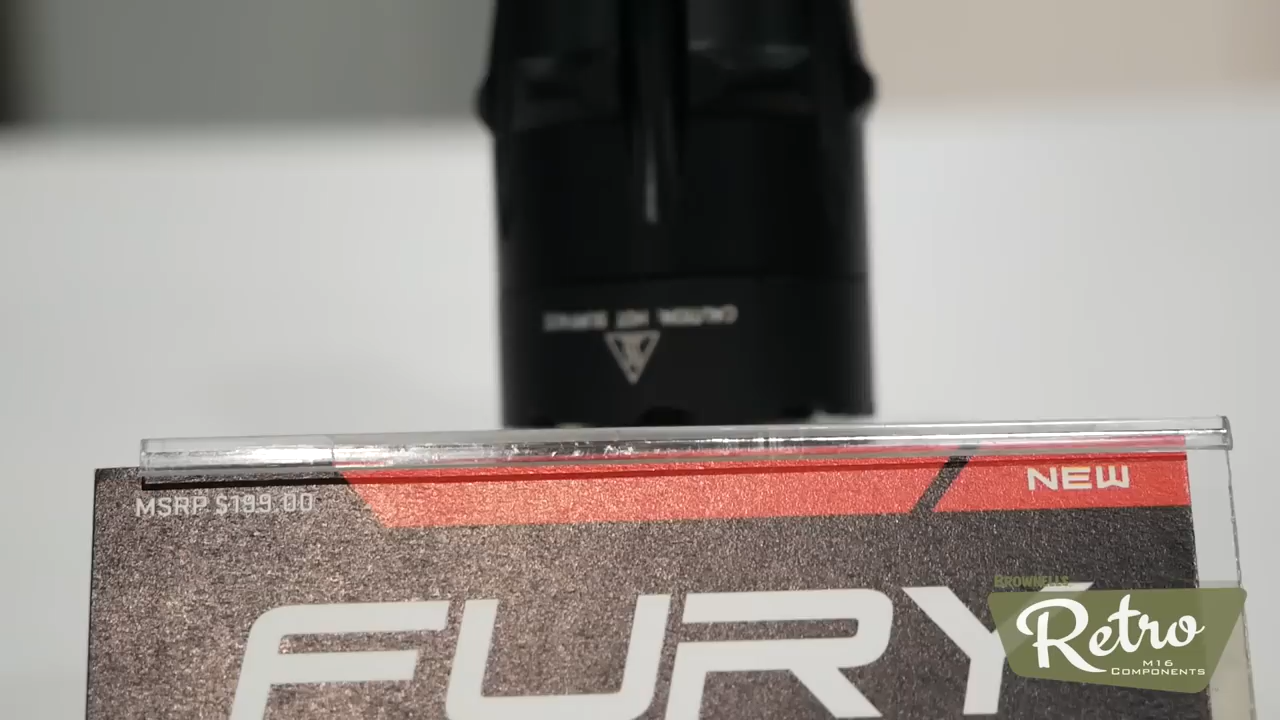 CAUTION, HOT SURFACE
MSRP $199.00
NEW
FURY
BROWNELLS
Retro
M16
COMPONENTS